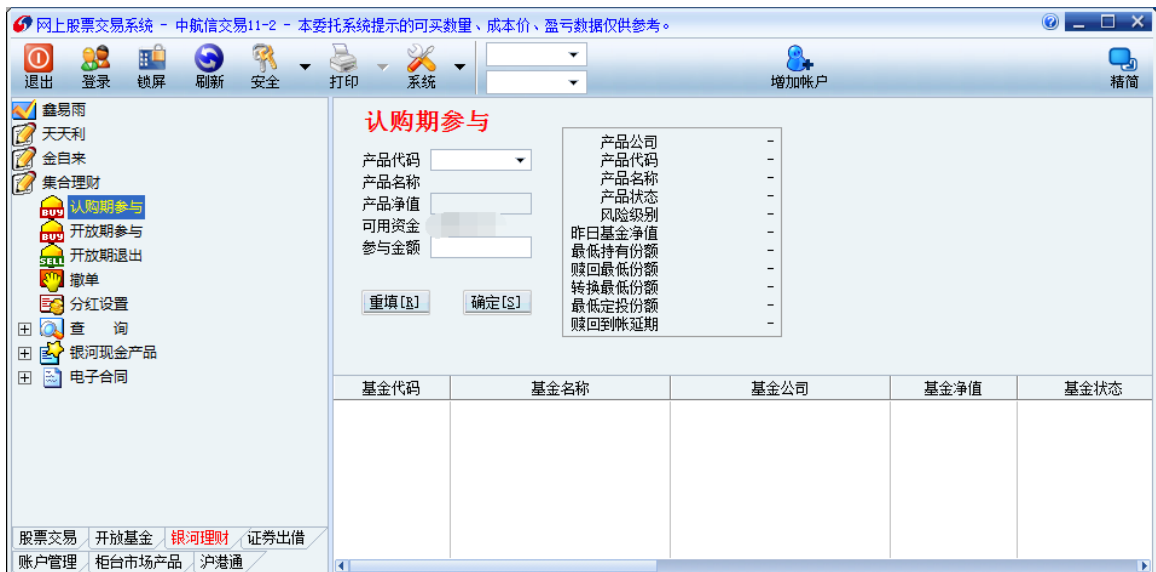 网上股票交易系统 - 中航信交易11-2 - 本委托系统提示的可买数量、成本价、盈亏数据仅供参考。
退出 登录 锁屏 刷新 安全 打印 系统 增加帐户 精简
鑫易雨
天天利
金自来
集合理财
BUY 认购期参与
BUY 开放期参与
SELL 开放期退出
撤单
分红设置
查 询
银河现金产品
电子合同
股票交易 开放基金 银河理财 证券出借
账户管理 柜台市场产品 沪港通
认购期参与
产品代码
产品名称
产品净值
可用资金
参与金额
重填[R] 确定[S]
产品公司 -
产品代码 -
产品名称 -
产品状态 -
风险级别 -
昨日基金净值 -
最低持有份额 -
赎回最低份额 -
转换最低份额 -
最低定投份额 -
赎回到帐延期 -
基金代码 基金名称 基金公司 基金净值 基金状态